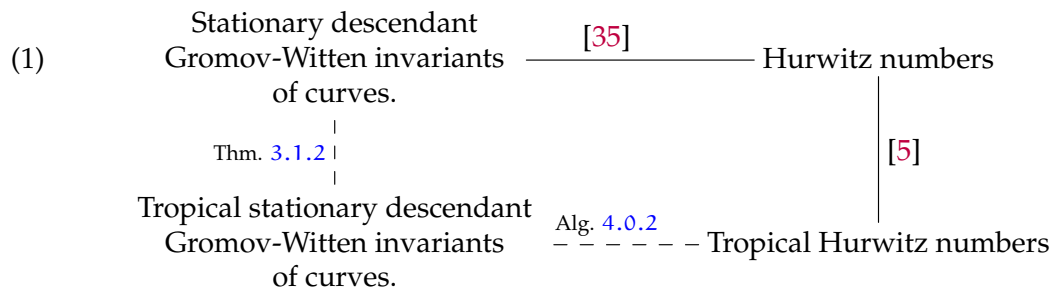 (1)
Stationary descendant
Gromov-Witten invariants
of curves.
[35]
Hurwitz numbers
Thm. 3.1.2
[5]
Tropical stationary descendant
Gromov-Witten invariants
of curves.
Alg. 4.0.2
Tropical Hurwitz numbers